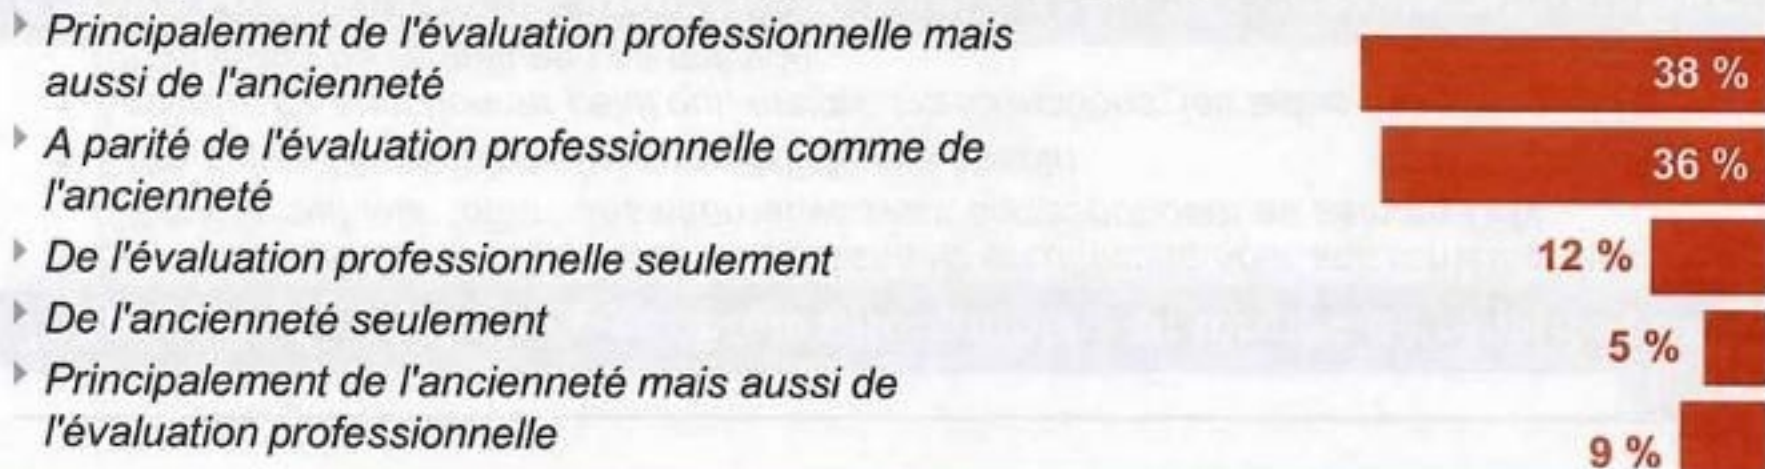 Principalement de l'évaluation professionnelle mais
aussi de l'ancienneté
38 %
A parité de l'évaluation professionnelle comme de
l'ancienneté
36 %
De l'évaluation professionnelle seulement
12 %
De l'ancienneté seulement
5 %
Principalement de l'ancienneté mais aussi de
l'évaluation professionnelle
9 %